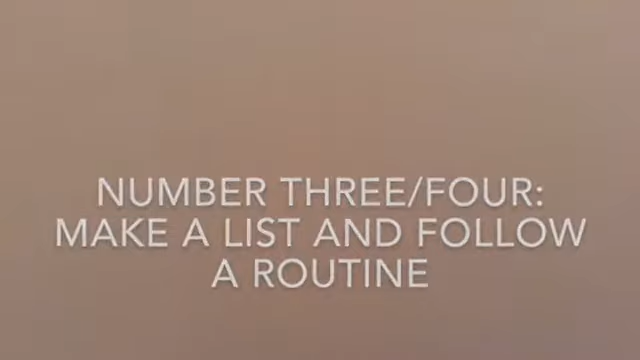 NUMBER THREE/FOUR:
MAKE A LIST AND FOLLOW
A ROUTINE